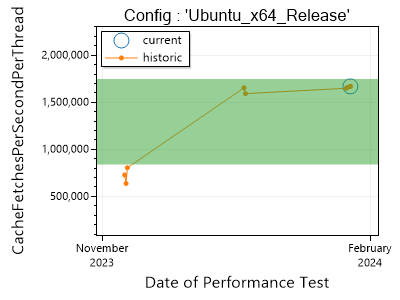 Config : 'Ubuntu_x64_Release'
current
historic
CacheFetchesPerSecondPerThread
2,000,000
1,500,000
1,000,000
500,000
November
2023
February
2024
Date of Performance Test